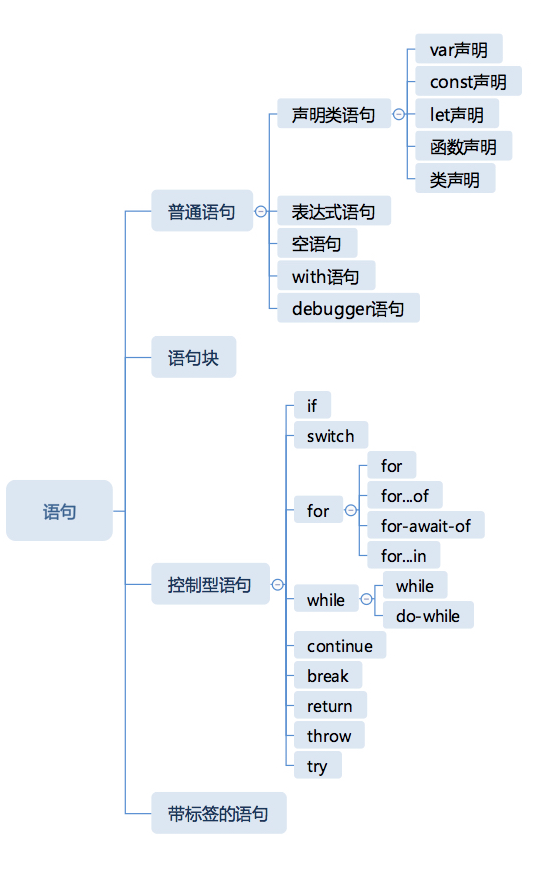 语句
普通语句
声明类语句
var声明
const声明
let声明
函数声明
类声明
表达式语句
空语句
with语句
debugger语句
语句块
控制型语句
if
switch
for
for
for...of
for-await-of
for...in
while
while
do-while
continue
break
return
throw
try
带标签的语句